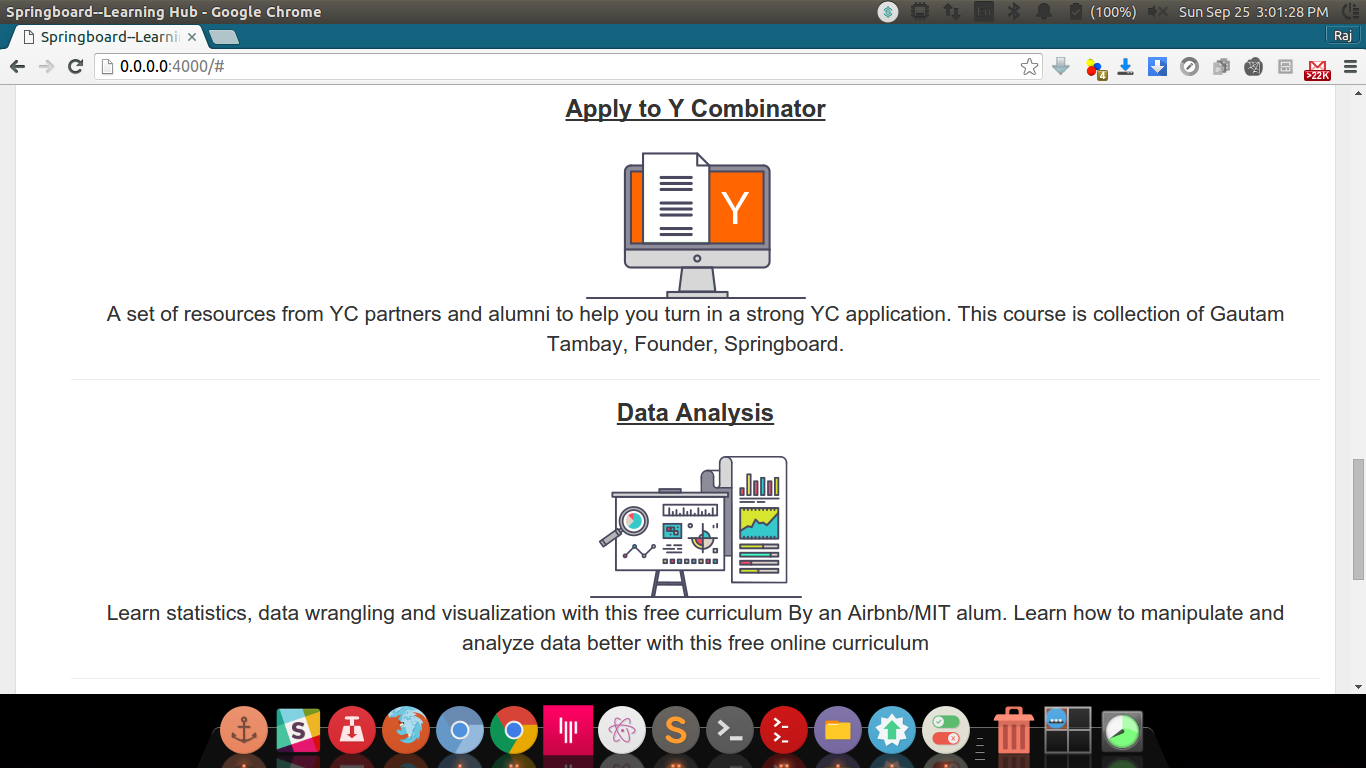 Springboard--Learning Hub - Google Chrome
(100%) Sun Sep 25 3:01:28 PM
Springboard--Learni
Raj
0.0.0.0:4000/#
4
>22K
Apply to Y Combinator
Y
A set of resources from YC partners and alumni to help you turn in a strong YC application. This course is collection of Gautam
Tambay, Founder, Springboard.
Data Analysis
Learn statistics, data wrangling and visualization with this free curriculum By an Airbnb/MIT alum. Learn how to manipulate and
analyze data better with this free online curriculum
S
S